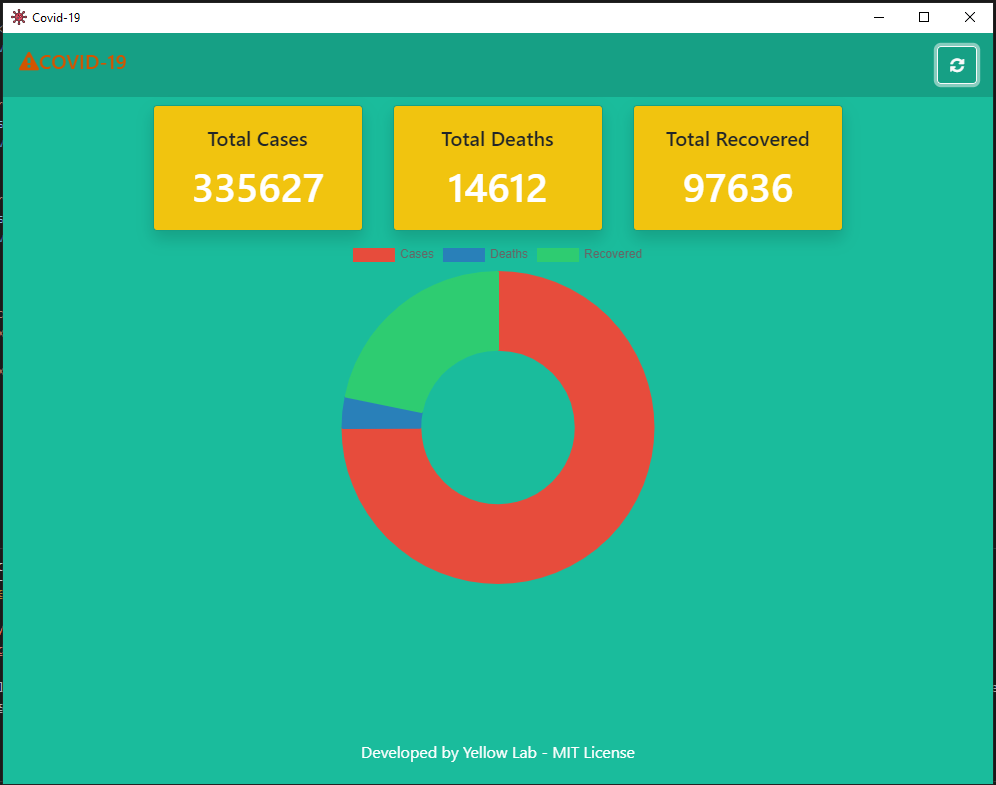 Covid-19
COVID-19
Total Cases
335627
Total Deaths
14612
Total Recovered
97636
Cases Deaths Recovered
Developed by Yellow Lab - MIT License